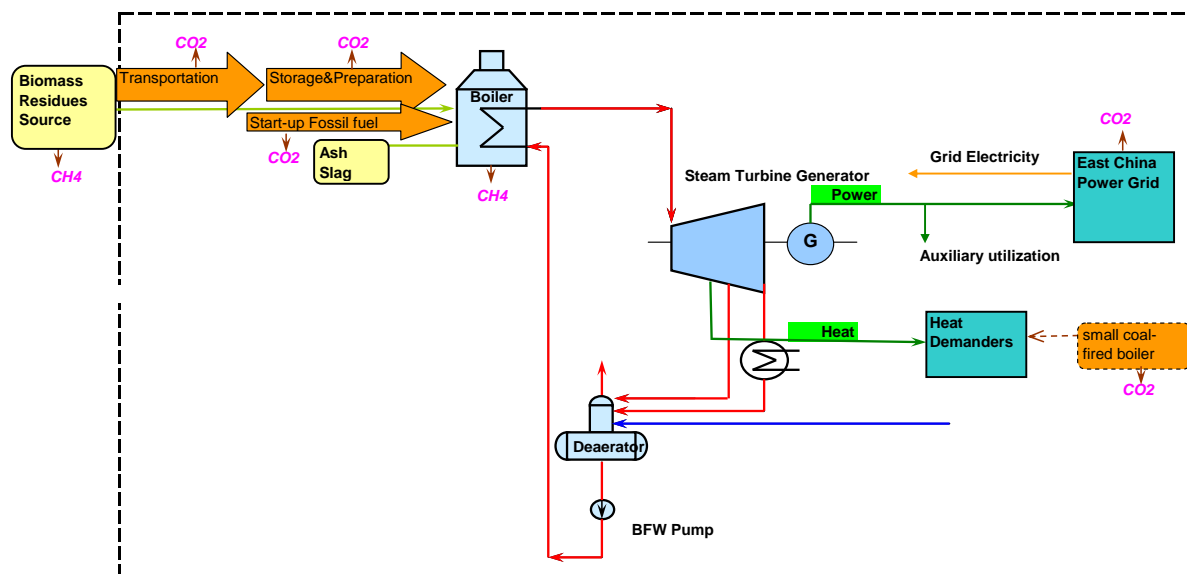 CO2
CO2
Transportation
Storage&Preparation
Biomass
Residues
Source
Boiler
Start-up Fossil fuel
CO2
CH4
Ash
Slag
CH4
CO2
Grid Electricity
East China
Power Grid
Steam Turbine Generator
Power
G
Auxiliary utilization
Heat
Heat
Demanders
small coal-
fired boiler
CO2
Deaerator
BFW Pump